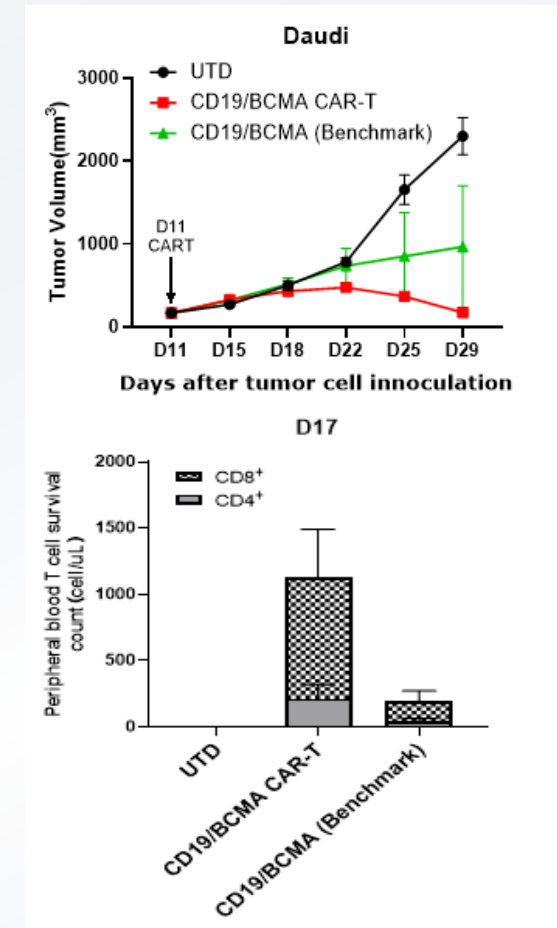 Daudi
UTD
CD19/BCMA CAR-T
CD19/BCMA (Benchmark)
Tumor Volume(mm³)
3000
2000
1000
0
D11
CART
D11 D15 D18 D22 D25 D29
Days after tumor cell innoculation
D17
CD8⁺
CD4⁺
Peripheral blood T cell survival
count (cell/uL)
2000
1500
1000
500
0
UTD
CD19/BCMA CAR-T
CD19/BCMA (Benchmark)